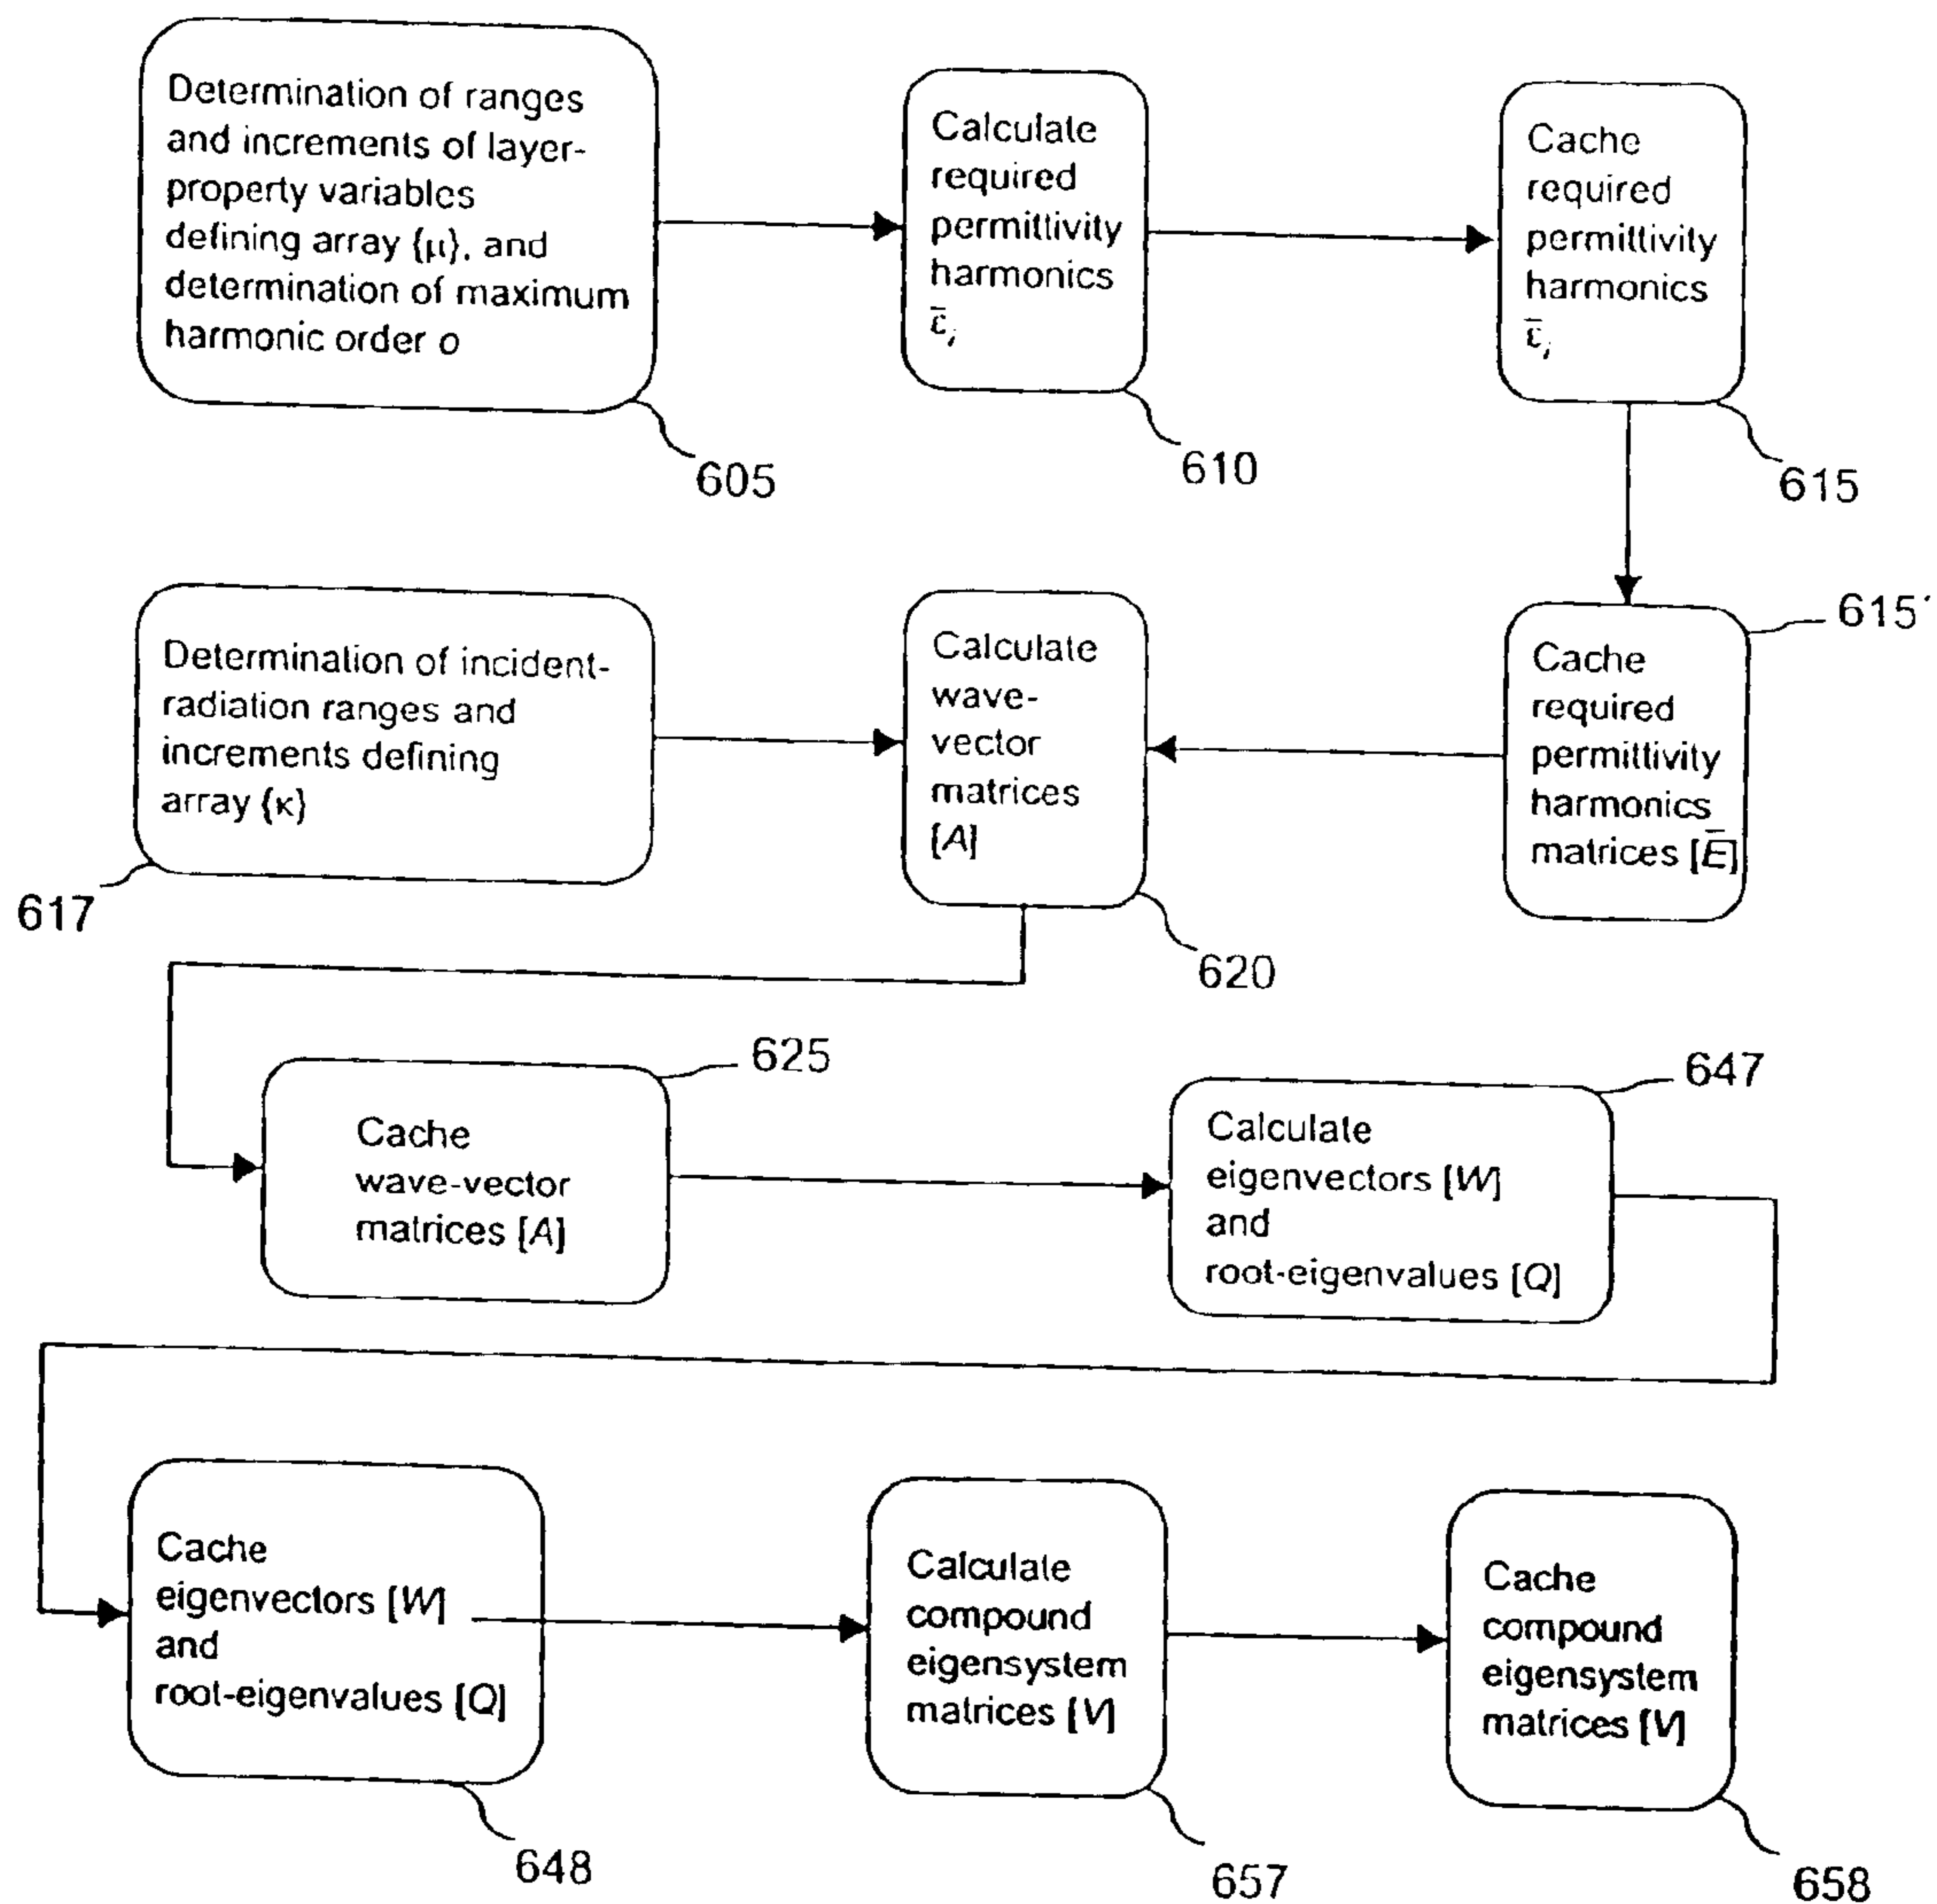 Determination of ranges
and increments of layer-
property variables
defining array {μ}, and
determination of maximum
harmonic order o
605
Calculate
required
permittivity
harmonics
ε̄ᵢ
610
Cache
required
permittivity
harmonics
ε̄ᵢ
615
Determination of incident-
radiation ranges and
increments defining
array {κ}
617
Calculate
wave-
vector
matrices
[A]
620
Cache
required
permittivity
harmonics
matrices [E̅]
615'
Cache
wave-vector
matrices [A]
625
Calculate
eigenvectors [W]
and
root-eigenvalues [Q]
647
Cache
eigenvectors [W]
and
root-eigenvalues [Q]
648
Calculate
compound
eigensystem
matrices [V]
657
Cache
compound
eigensystem
matrices [V]
658